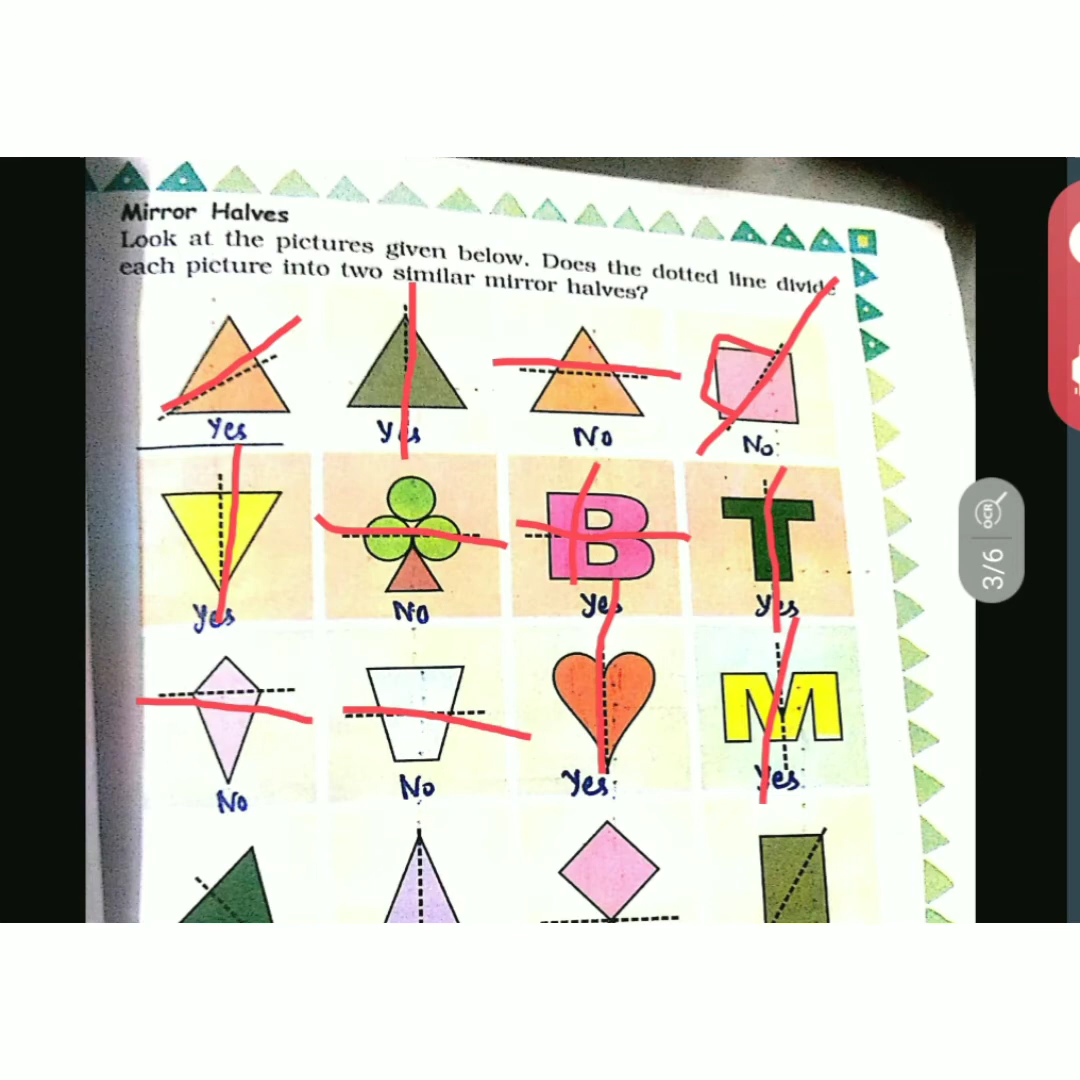 Mirror Halves
Look at the pictures given below. Does the dotted line divide
each picture into two similar mirror halves?
Yes
Yes
No
No
Yes
No
B
Yes
T
Yes
No
No
Yes
M
Yes
OCR
3/6